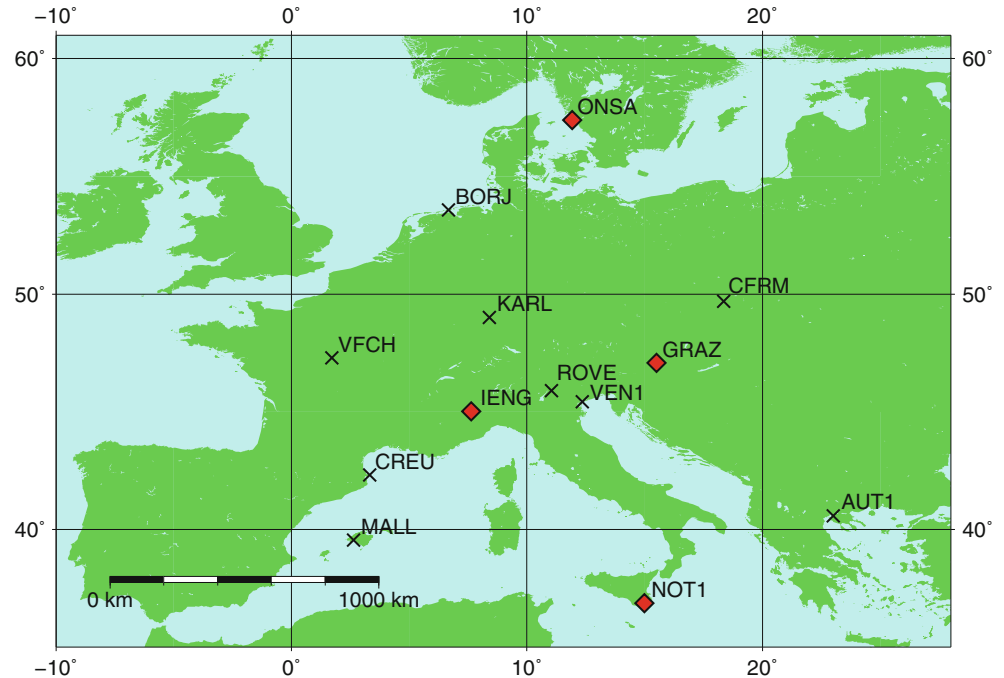 −10˚ 0˚ 10˚ 20˚
60˚ 60˚
ONSA
BORJ
50˚ 50˚
CFRM
KARL
VFCH
GRAZ
ROVE
IENG
VEN1
CREU
AUT1
MALL
40˚ 40˚
NOT1
0 km 1000 km
−10˚ 0˚ 10˚ 20˚